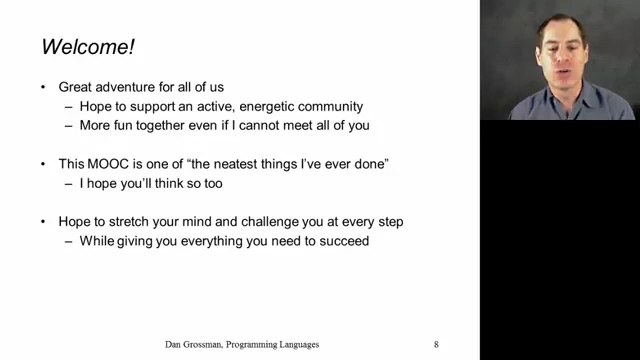 Welcome!
• Great adventure for all of us
– Hope to support an active, energetic community
– More fun together even if I cannot meet all of you
• This MOOC is one of “the neatest things I’ve ever done”
– I hope you’ll think so too
• Hope to stretch your mind and challenge you at every step
– While giving you everything you need to succeed
Dan Grossman, Programming Languages
8